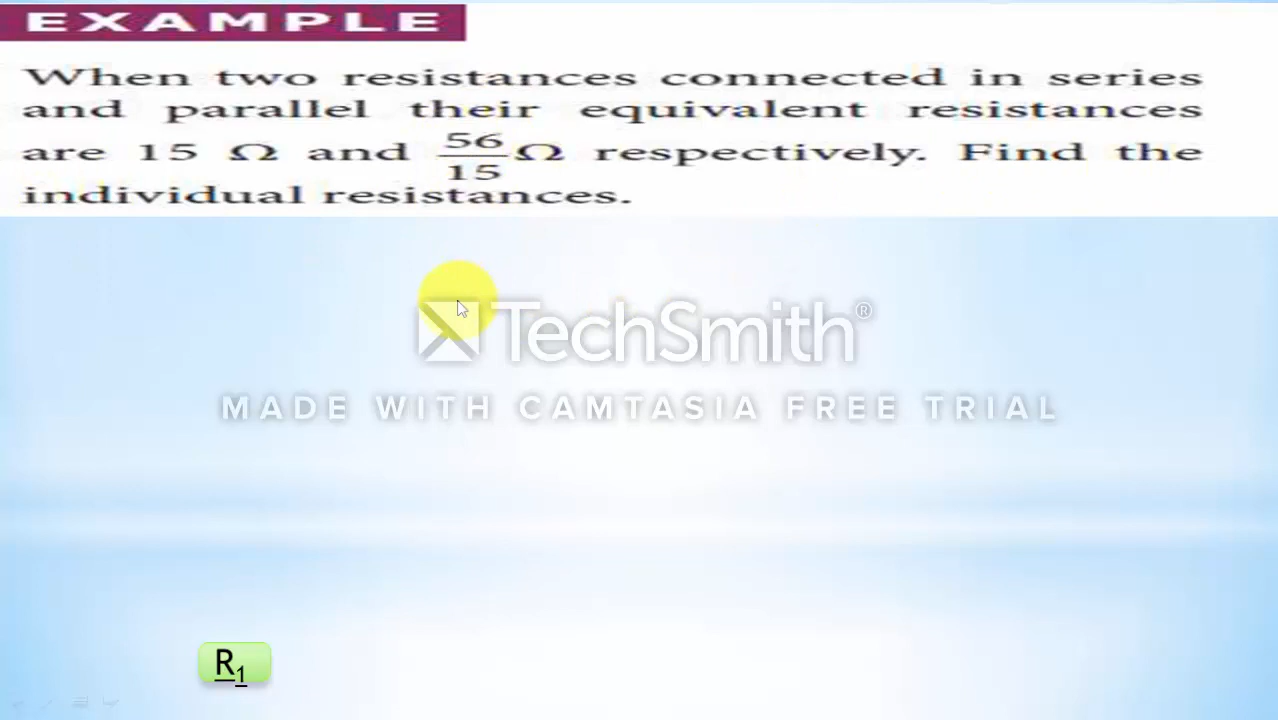 EXAMPLE
When two resistances connected in series
and parallel their equivalent resistances
are 15 Ω and 56/15 Ω respectively. Find the
individual resistances.
TechSmith®
MADE WITH CAMTASIA FREE TRIAL
R₁